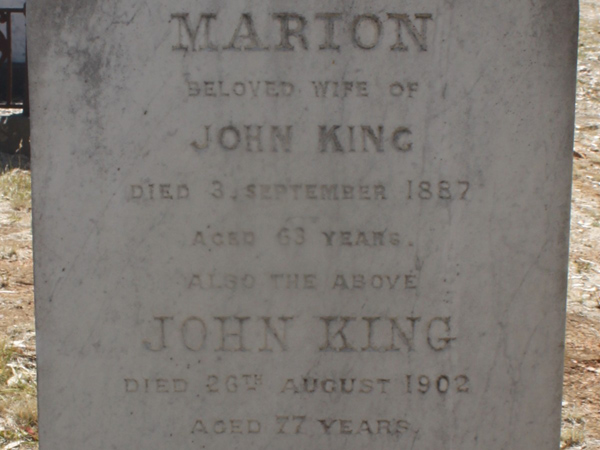 MARION
BELOVED WIFE OF
JOHN KING
DIED 3. SEPTEMBER 1887
AGED 63 YEARS.
ALSO THE ABOVE
JOHN KING
DIED 26TH AUGUST 1902
AGED 77 YEARS.